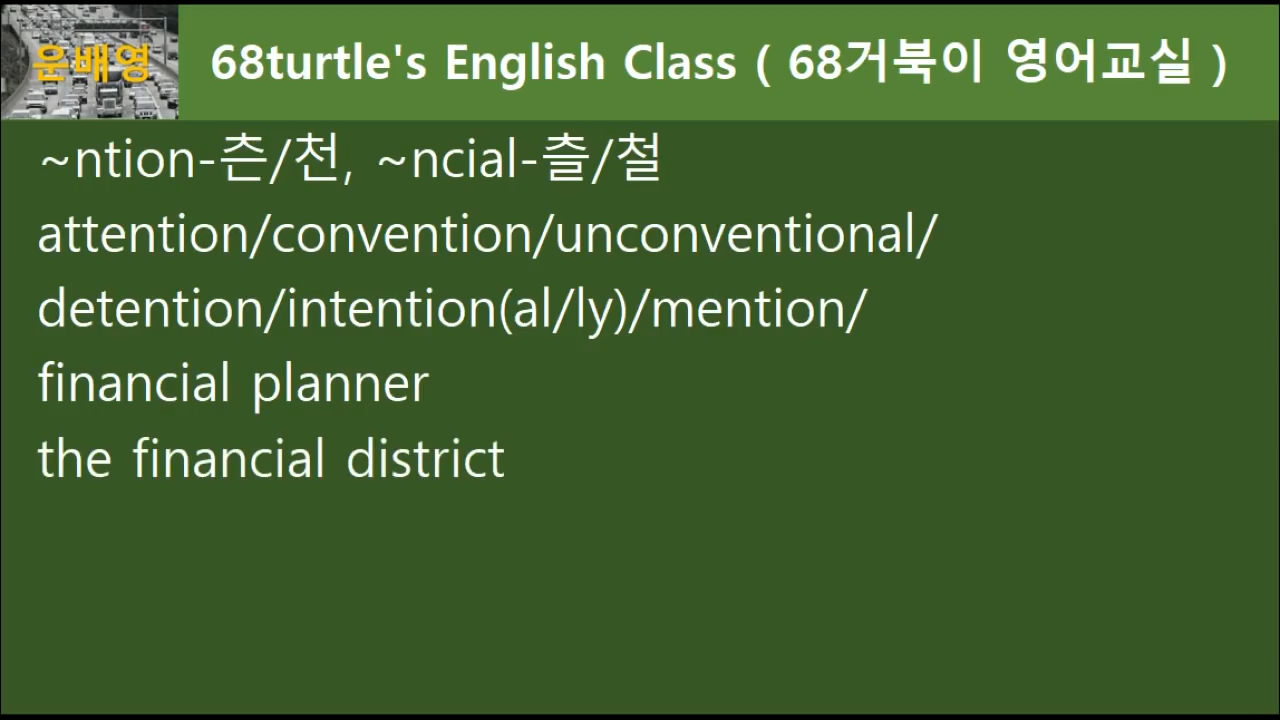 운배영
68turtle's English Class ( 68거북이 영어교실 )
~ntion-츤/천, ~ncial-츨/철
attention/convention/unconventional/
detention/intention(al/ly)/mention/
financial planner
the financial district